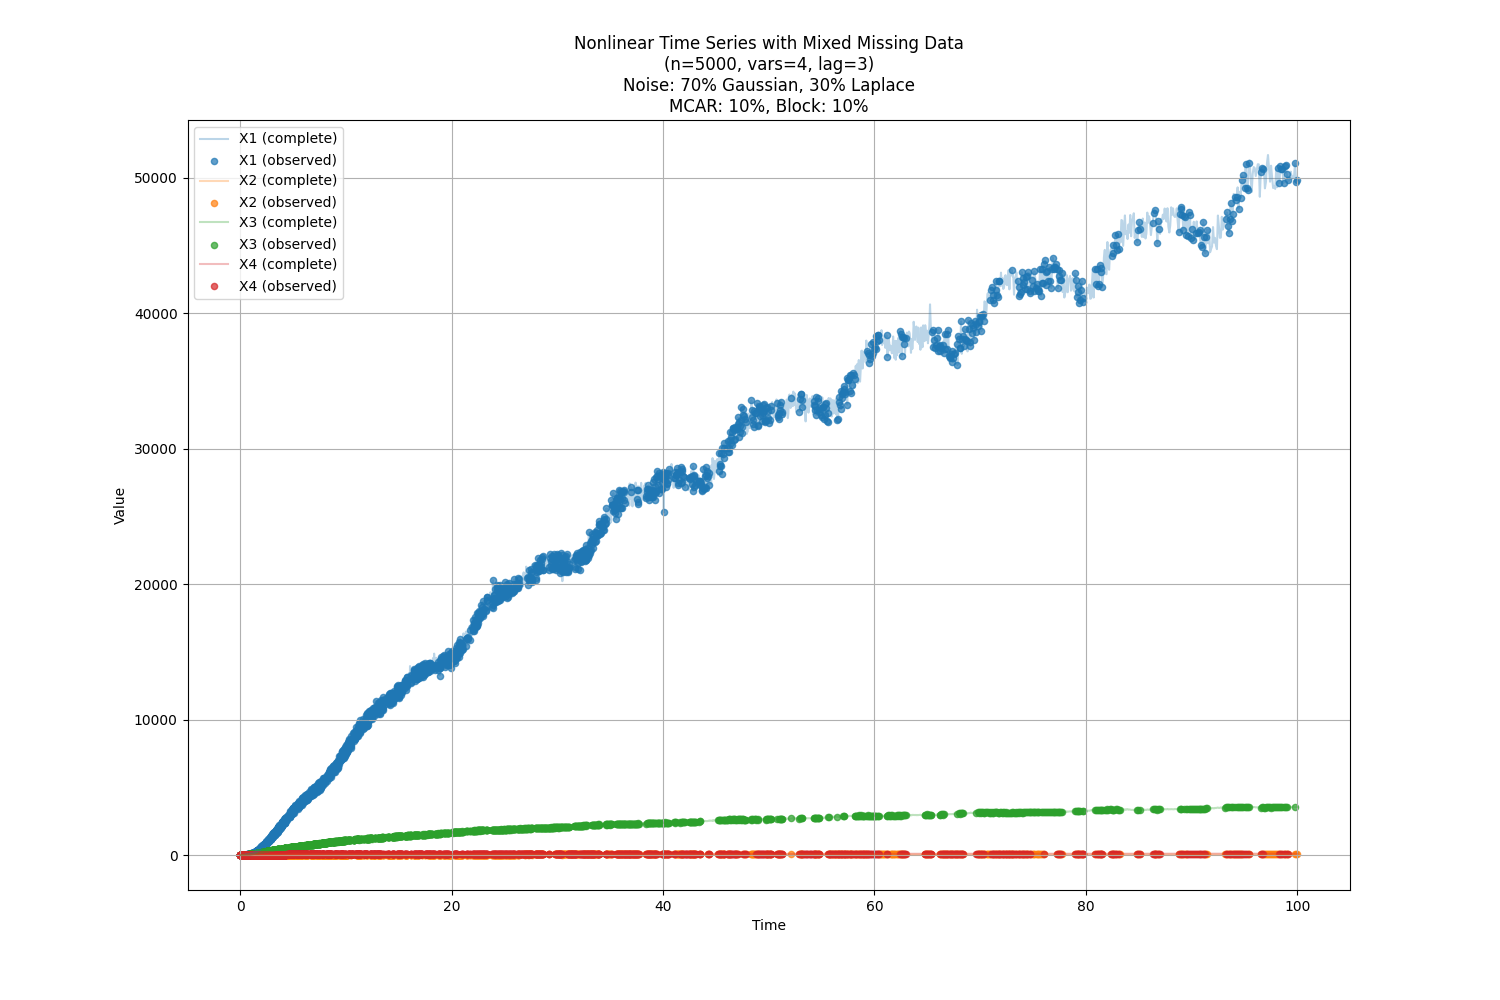 Nonlinear Time Series with Mixed Missing Data
(n=5000, vars=4, lag=3)
Noise: 70% Gaussian, 30% Laplace
MCAR: 10%, Block: 10%
X1 (complete)
X1 (observed)
X2 (complete)
X2 (observed)
X3 (complete)
X3 (observed)
X4 (complete)
X4 (observed)
50000
40000
30000
20000
10000
0
Value
0 20 40 60 80 100
Time